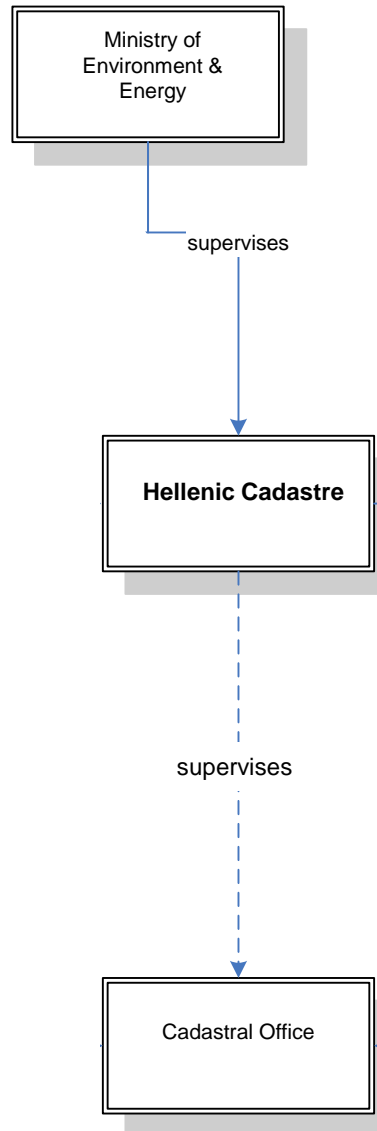 Ministry of
Environment &
Energy
supervises
Hellenic Cadastre
supervises
Cadastral Office